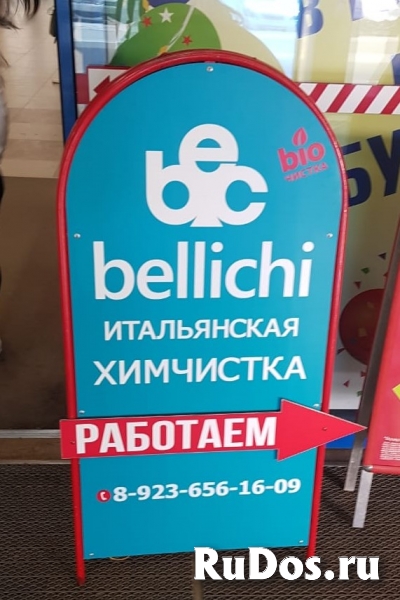 bec
bio
bellichi
ИТАЛЬЯНСКАЯ
ХИМЧИСТКА
РАБОТАЕМ
8-923-656-16-09
RuDos.ru